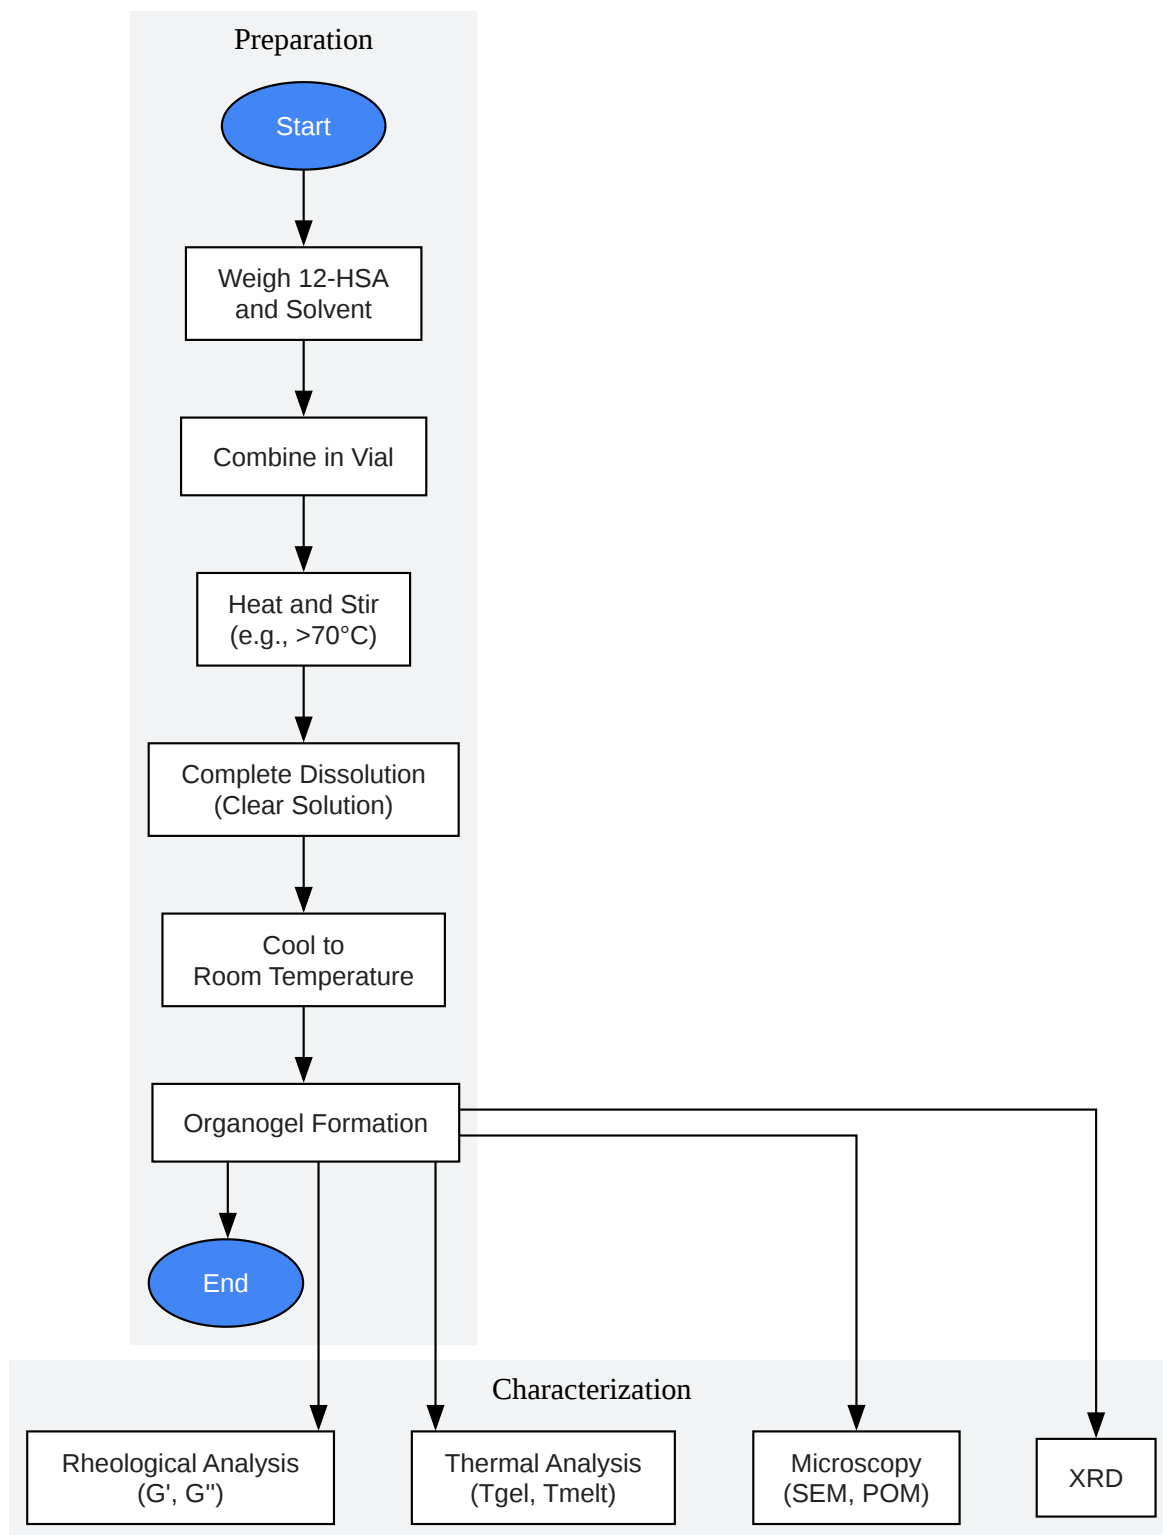 Preparation
Start
Weigh 12-HSA
and Solvent
Combine in Vial
Heat and Stir
(e.g., >70°C)
Complete Dissolution
(Clear Solution)
Cool to
Room Temperature
Organogel Formation
End
Characterization
Rheological Analysis
(G', G'')
Thermal Analysis
(Tgel, Tmelt)
Microscopy
(SEM, POM)
XRD